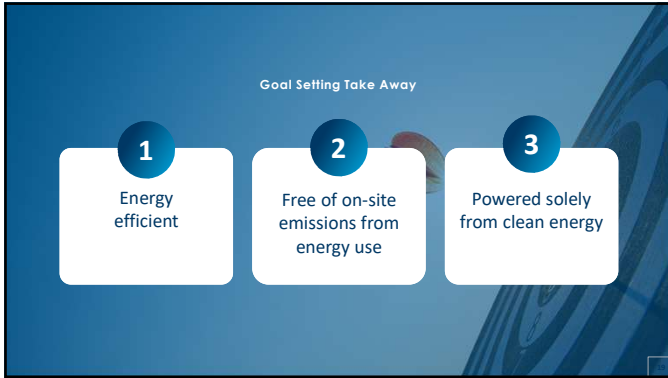 Goal Setting Take Away
1
Energy
efficient
2
Free of on-site
emissions from
energy use
3
Powered solely
from clean energy